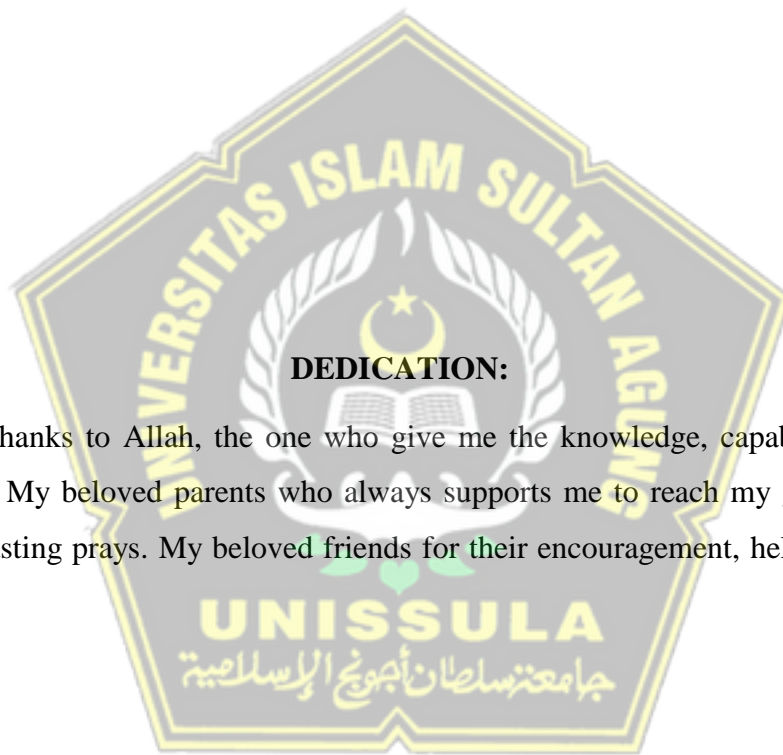 UNIVERSITAS ISLAM SULTAN AGUNG
DEDICATION:
hanks to Allah, the one who give me the knowledge, capab
My beloved parents who always supports me to reach my
sting prays. My beloved friends for their encouragement, hel
UNISSULA
جامعة سلطان أجونج الإسلامية